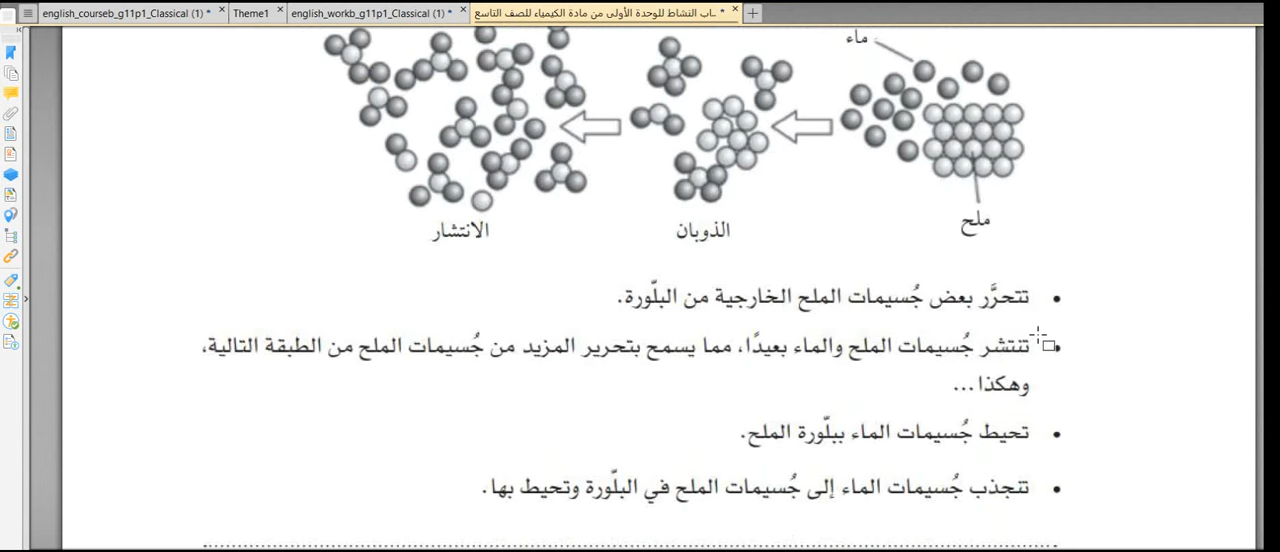 english_courseb_g11p1_Classical (1) *
Theme1
english_workb_g11p1_Classical (1) *
..اب النشاط للوحدة الأولى من مادة الكيمياء للصف التاسع *
ماء
ملح
الذوبان
الانتشار
• تتحرَّر بعض جُسيمات الملح الخارجية من البلّورة.
• تنتشر جُسيمات الملح والماء بعيدًا، مما يسمح بتحرير المزيد من جُسيمات الملح من الطبقة التالية،
وهكذا...
• تحيط جُسيمات الماء ببلّورة الملح.
• تنجذب جُسيمات الماء إلى جُسيمات الملح في البلّورة وتحيط بها.